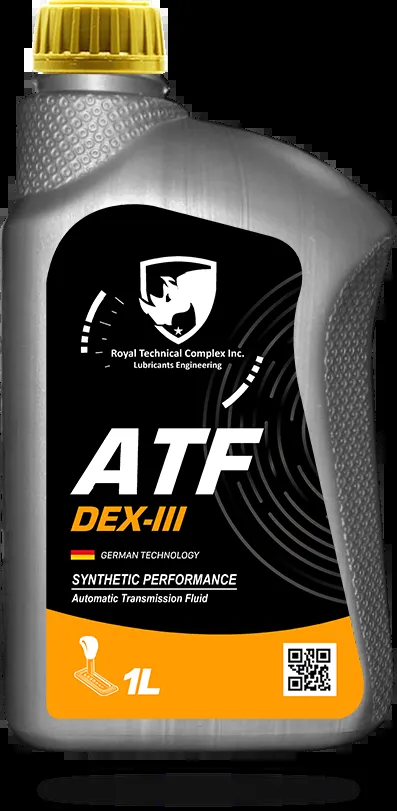 Royal Technical Complex Inc.
Lubricants Engineering
ATF
DEX-III
GERMAN TECHNOLOGY
SYNTHETIC PERFORMANCE
Automatic Transmission Fluid
1L